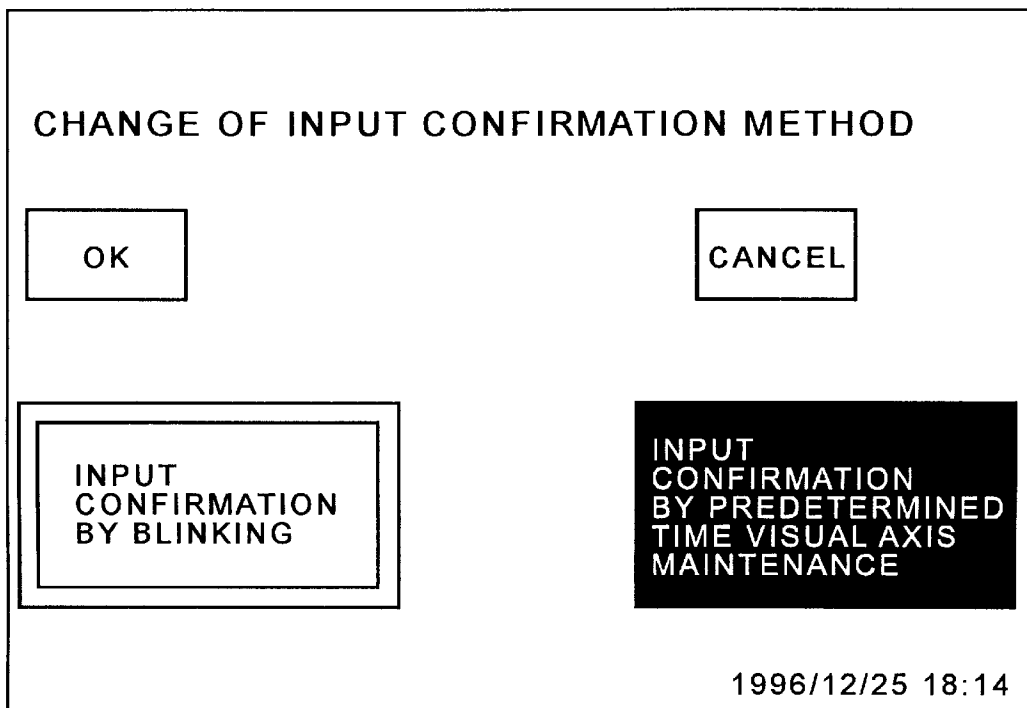 CHANGE OF INPUT CONFIRMATION METHOD
OK
CANCEL
INPUT
CONFIRMATION
BY BLINKING
INPUT
CONFIRMATION
BY PREDETERMINED
TIME VISUAL AXIS
MAINTENANCE
1996/12/25 18:14